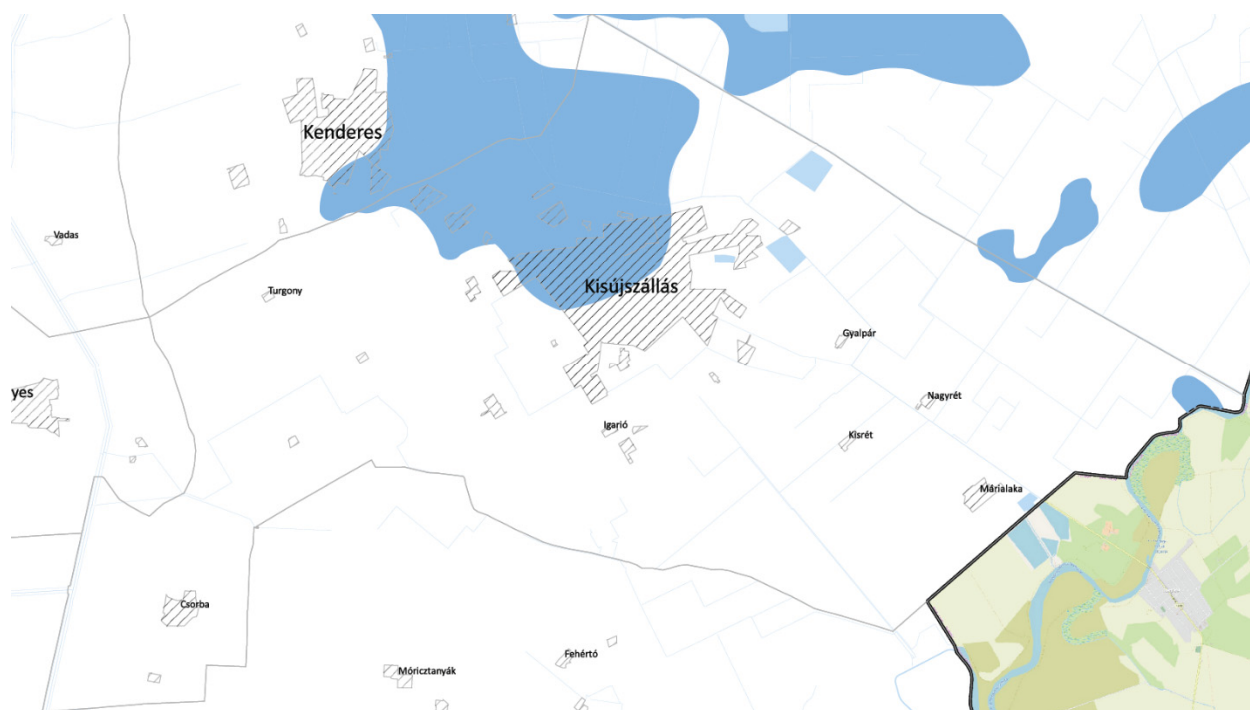 Kenderes
Vadas
Turgony
Kisújszállás
Gyalpár
yes
Nagyrét
Igarió
Kisrét
Márialaka
Csorba
Fehértó
Móricztanyák